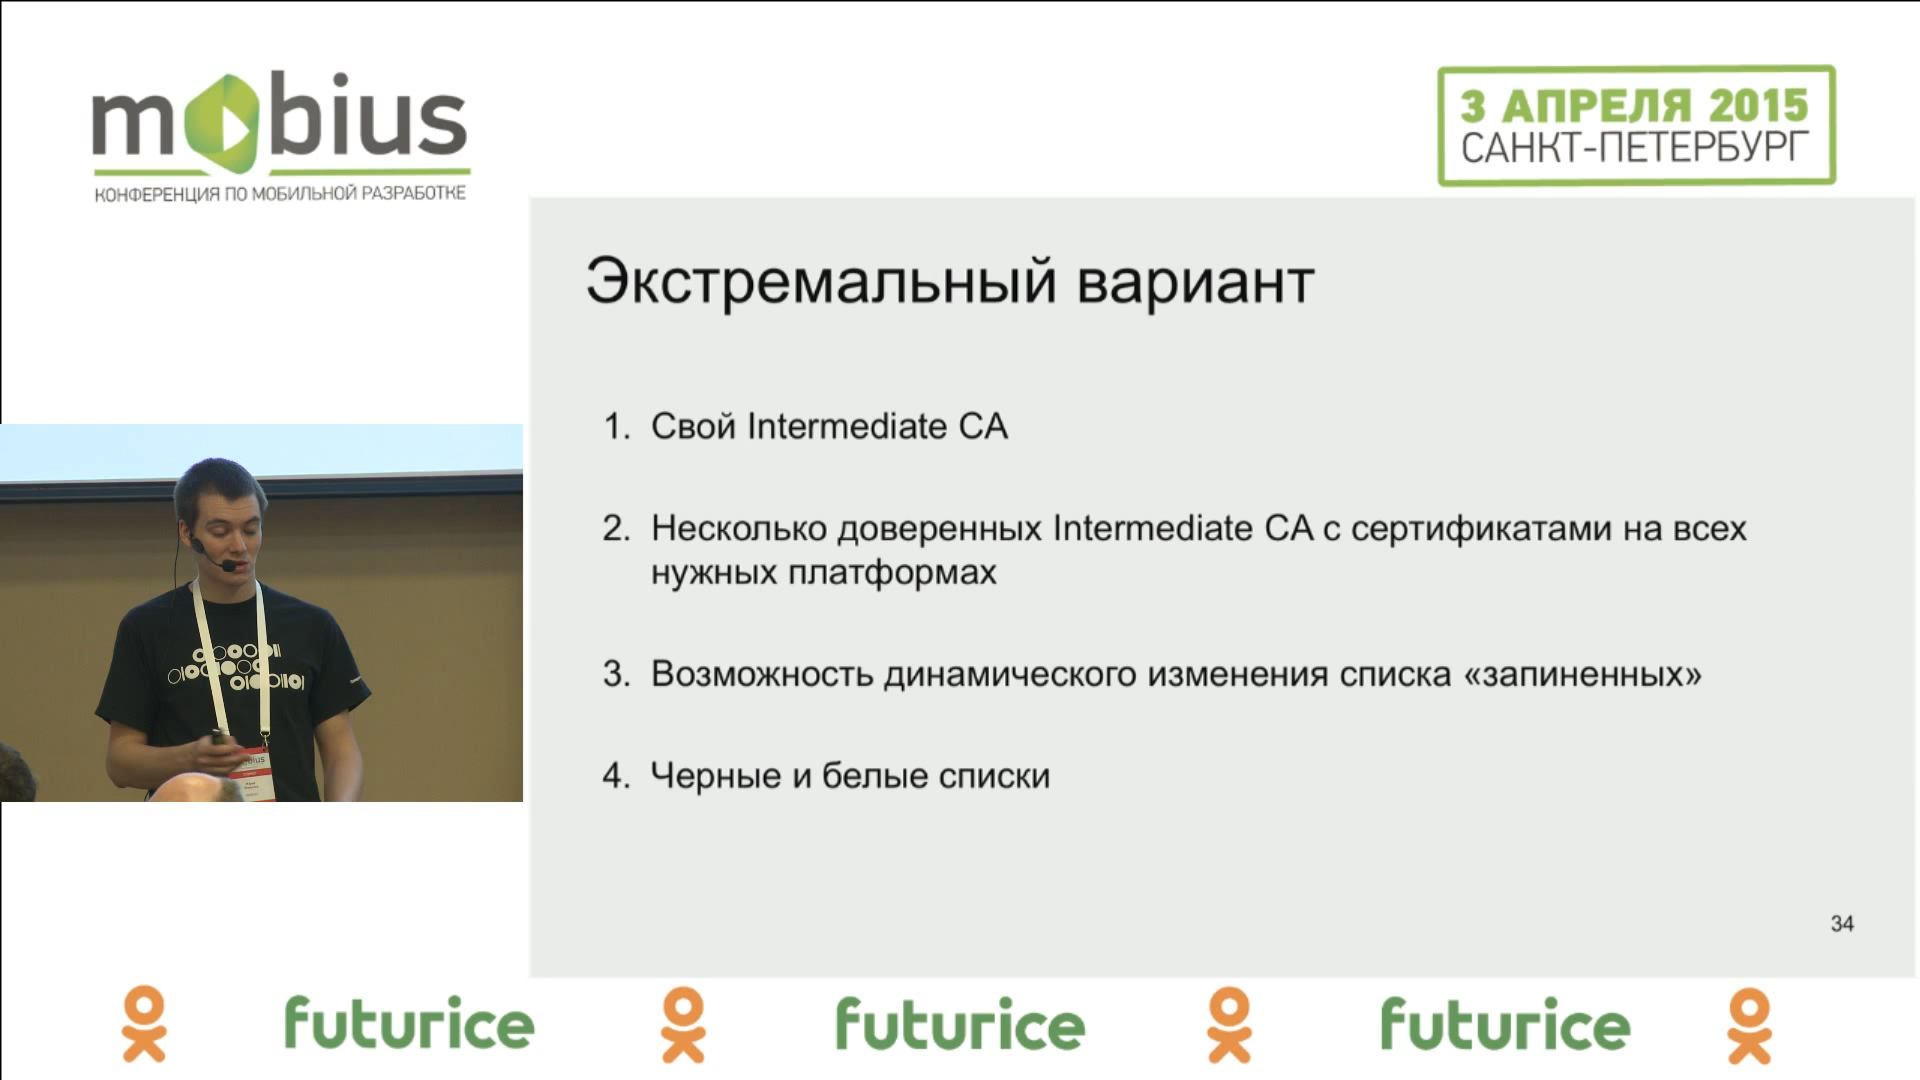 mobius
КОНФЕРЕНЦИЯ ПО МОБИЛЬНОЙ РАЗРАБОТКЕ
3 АПРЕЛЯ 2015
САНКТ-ПЕТЕРБУРГ
Экстремальный вариант
1. Свой Intermediate CA
2. Несколько доверенных Intermediate CA с сертификатами на всех
нужных платформах
3. Возможность динамического изменения списка «запиненных»
4. Черные и белые списки
34
futurice futurice futurice